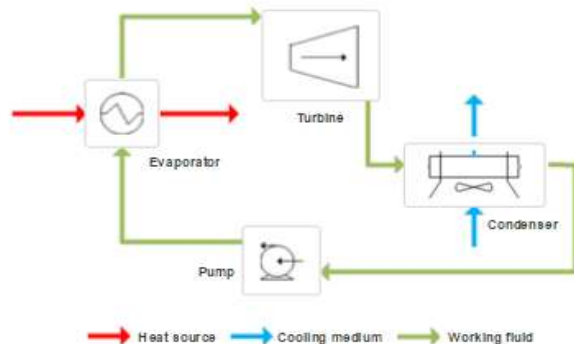 Turbine
Evaporator
Condenser
Pump
Heat source
Cooling medium
Working fluid